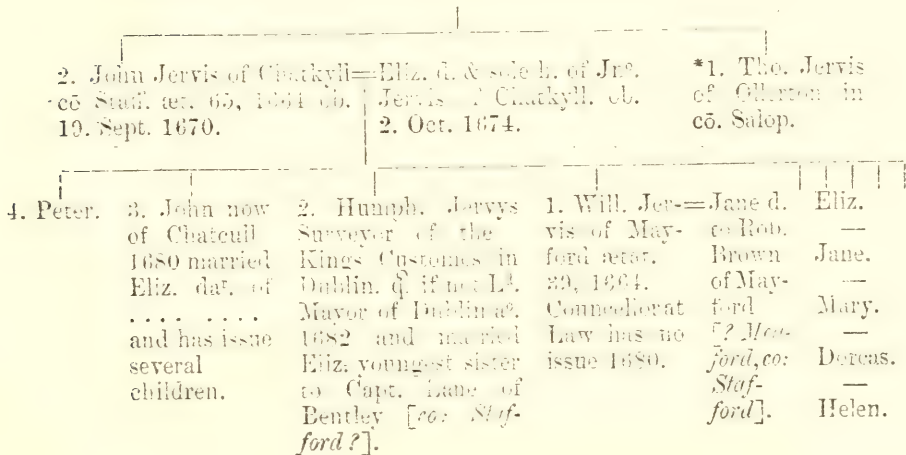 2. John Jervis of Chatkyll=Eliz. d. & sole h. of Jnº.
cō Staff. æt. 65, 1664 ob.
19. Sept. 1670.
Jervis of Chatkyll. ob.
2. Oct. 1674.
*1. Tho. Jervis
of Ollerton in
cō. Salop.
4. Peter.
3. John now
of Chatcull
1680 married
Eliz. dat. of
.... ....
and has issue
several
children.
2. Humph. Jervys
Surveyor of the
Kings Customes in
Dublin. q̄. if not Lᵈ.
Mayor of Dublin aº.
1682 and married
Eliz: youngest sister
to Capt. Lane of
Bentley [co: Staf-
ford?].
1. Will. Jer-=Jane d.
vis of May-
ford ætat.
39, 1664.
Councellor at
Law has no
issue 1680.
to Rob.
Brown
of May-
ford
[? Mea-
ford, co:
Staf-
ford].
Eliz.
—
Jane.
—
Mary.
—
Dorcas.
—
Helen.